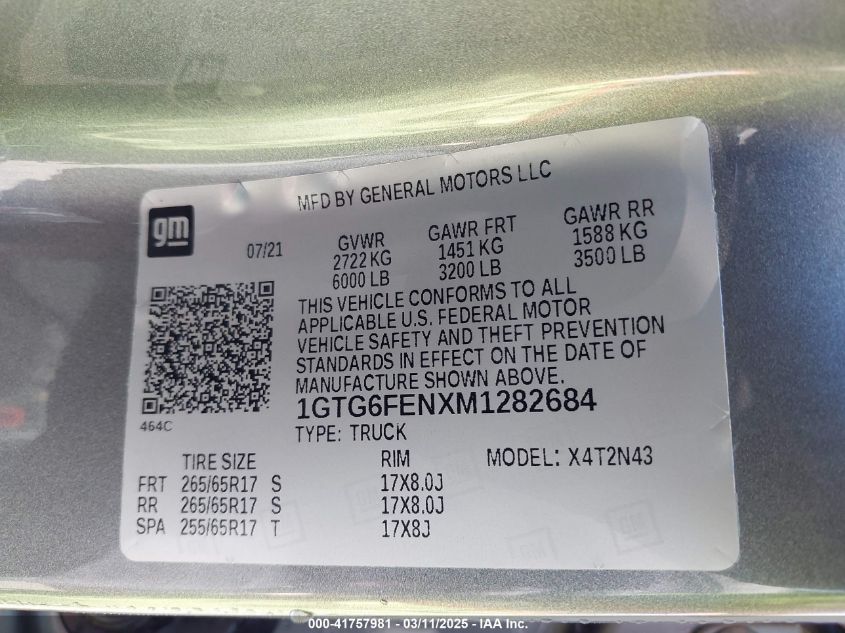 MFD BY GENERAL MOTORS LLC
gm
07/21
GVWR GAWR FRT GAWR RR
2722 KG 1451 KG 1588 KG
6000 LB 3200 LB 3500 LB
THIS VEHICLE CONFORMS TO ALL
APPLICABLE U.S. FEDERAL MOTOR
VEHICLE SAFETY AND THEFT PREVENTION
STANDARDS IN EFFECT ON THE DATE OF
MANUFACTURE SHOWN ABOVE.
464C
1GTG6FENXM1282684
TYPE: TRUCK
TIRE SIZE RIM MODEL: X4T2N43
FRT 265/65R17 S 17X8.0J
RR 265/65R17 S 17X8.0J
SPA 255/65R17 T 17X8J
000-41757981 - 03/11/2025 - IAA Inc.